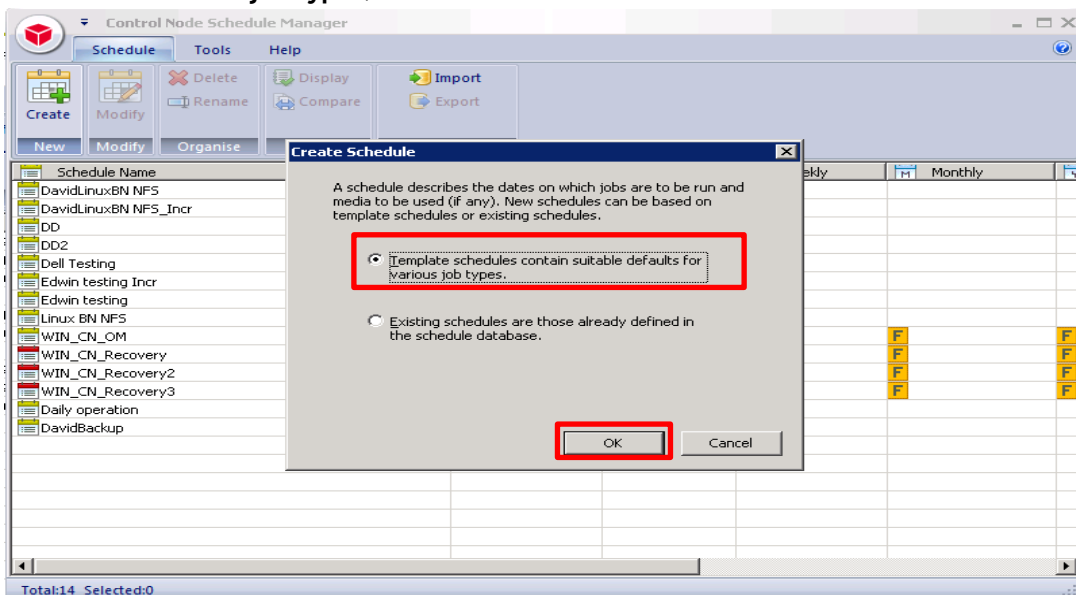 Control Node Schedule Manager
Schedule Tools Help
Delete Display Import
Rename Compare Export
Create Modify
New Modify Organise
Create Schedule
Schedule Name ekly M Monthly
A schedule describes the dates on which jobs are to be run and
media to be used (if any). New schedules can be based on
template schedules or existing schedules.
Template schedules contain suitable defaults for
various job types.
Existing schedules are those already defined in
the schedule database.
OK Cancel
DavidLinuxBN NFS
DavidLinuxBN NFS_Incr
DD
DD2
Dell Testing
Edwin testing Incr
Edwin testing
Linux BN NFS
WIN_CN_OM F F
WIN_CN_Recovery F F
WIN_CN_Recovery2 F F
WIN_CN_Recovery3 F F
Daily operation
DavidBackup
Total:14 Selected:0